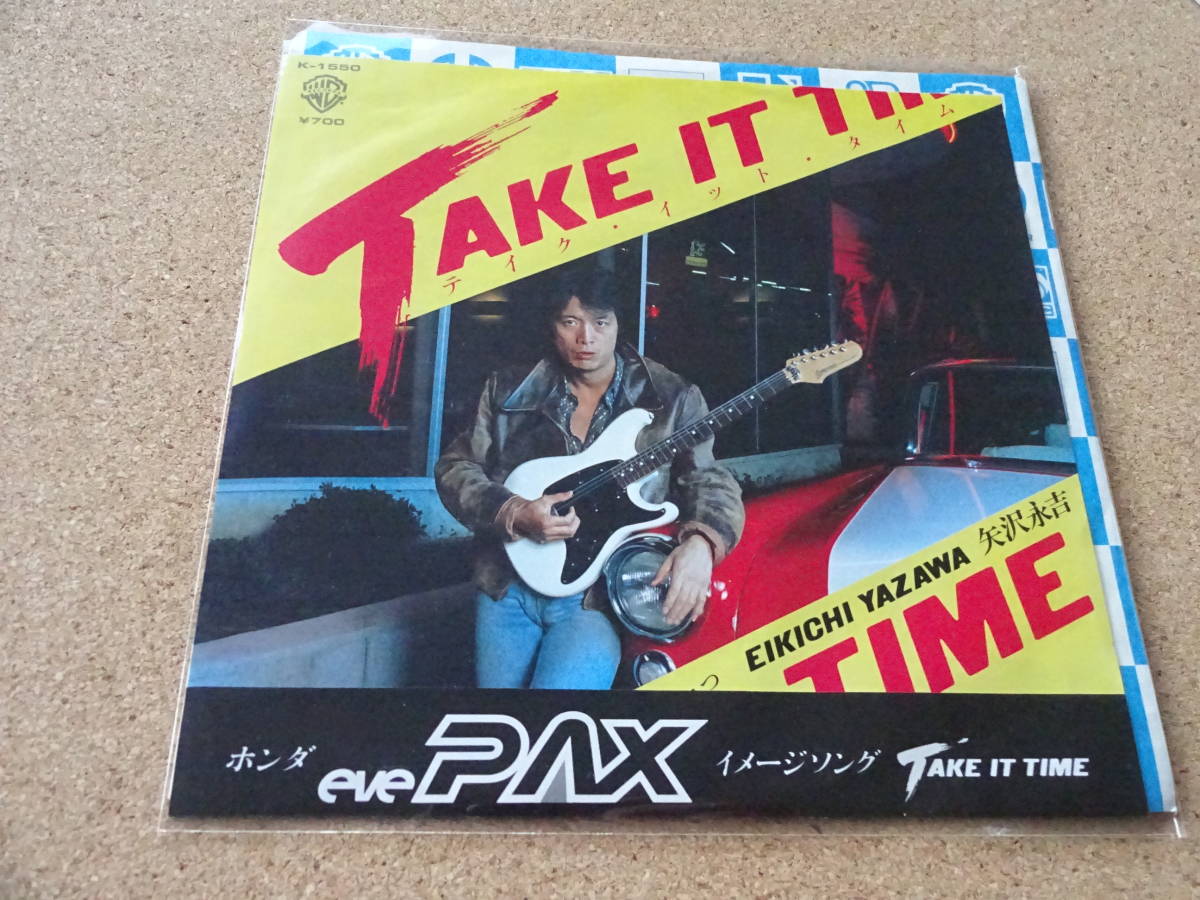 K-1550
¥700
TAKE IT TIM
テイク・イット・タイム
EIKICHI YAZAWA 矢沢永吉
TIME
ホンダ eve PAX イメージソング TAKE IT TIME